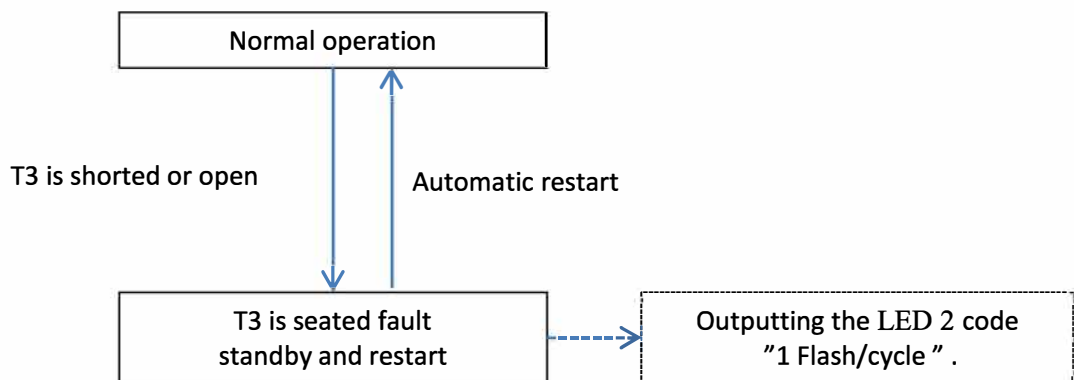 Normal operation
T3 is shorted or open
Automatic restart
T3 is seated fault
standby and restart
Outputting the LED 2 code
”1 Flash/cycle ” .